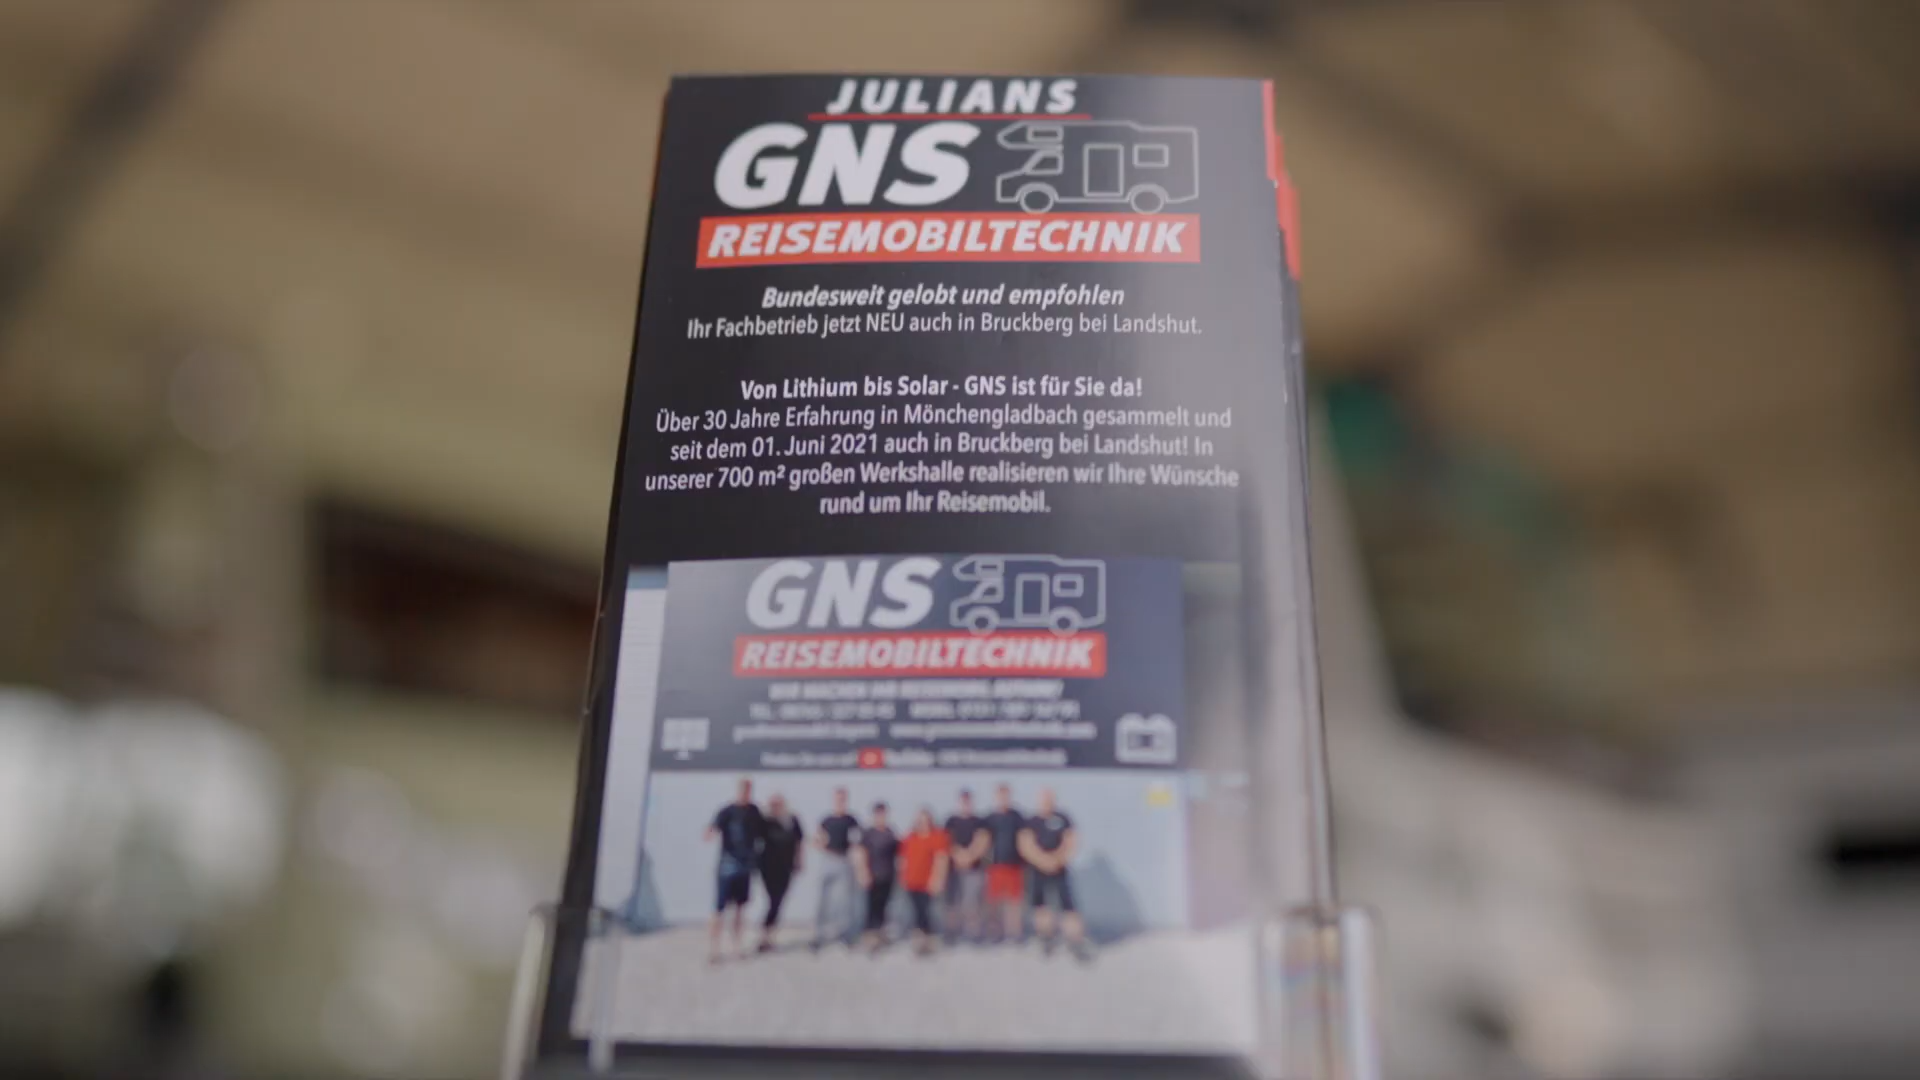 JULIANS
GNS
REISEMOBILTECHNIK
Bundesweit gelobt und empfohlen
Ihr Fachbetrieb jetzt NEU auch in Bruckberg bei Landshut.
Von Lithium bis Solar - GNS ist für Sie da!
Über 30 Jahre Erfahrung in Mönchengladbach gesammelt und
seit dem 01. Juni 2021 auch in Bruckberg bei Landshut! In
unserer 700 m² großen Werkshalle realisieren wir Ihre Wünsche
rund um Ihr Reisemobil.
GNS
REISEMOBILTECHNIK